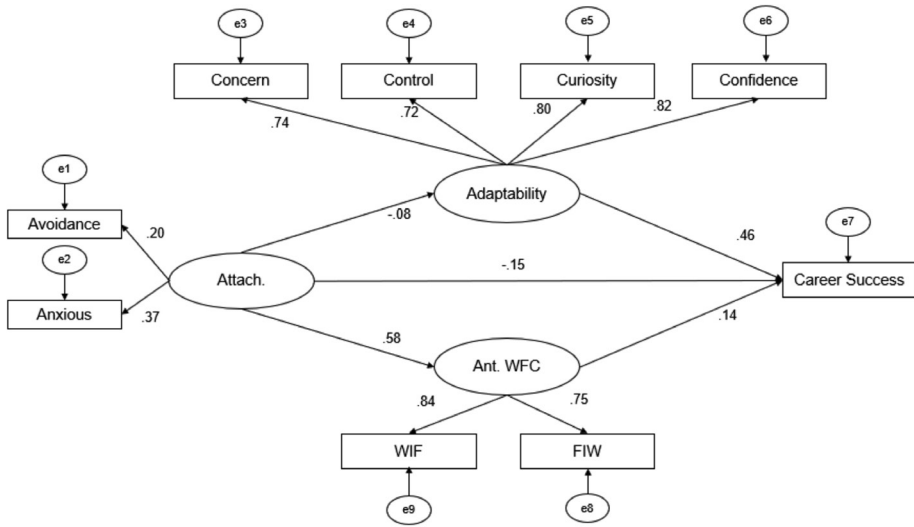 e3
e4
e5
e6
Concern
Control
Curiosity
Confidence
.74
.72
.80
.82
e1
Adaptability
Avoidance
-.08
.20
.46
e7
e2
Attach.
-.15
Career Success
Anxious
.37
.58
.14
Ant. WFC
.84
.75
WIF
FIW
e9
e8